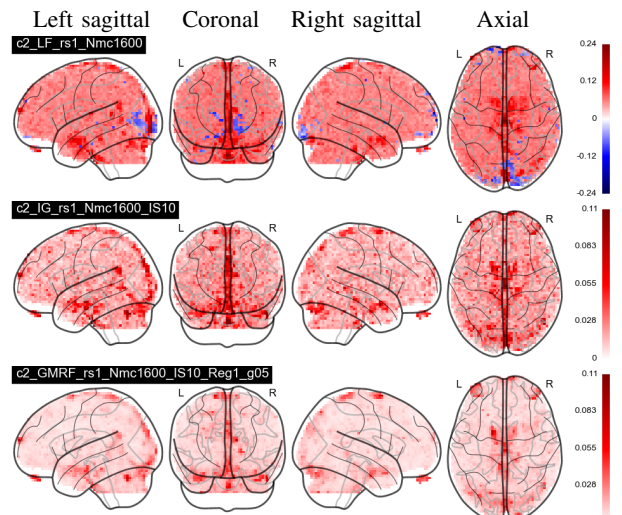 Left sagittal Coronal Right sagittal Axial
c2_LF_rs1_Nmc1600
L R
0.24
0.12
0
-0.12
-0.24
c2_IG_rs1_Nmc1600_IS10
L R
0.11
0.083
0.055
0.028
0
c2_GMRF_rs1_Nmc1600_IS10_Reg1_g05
L R
0.11
0.083
0.055
0.028